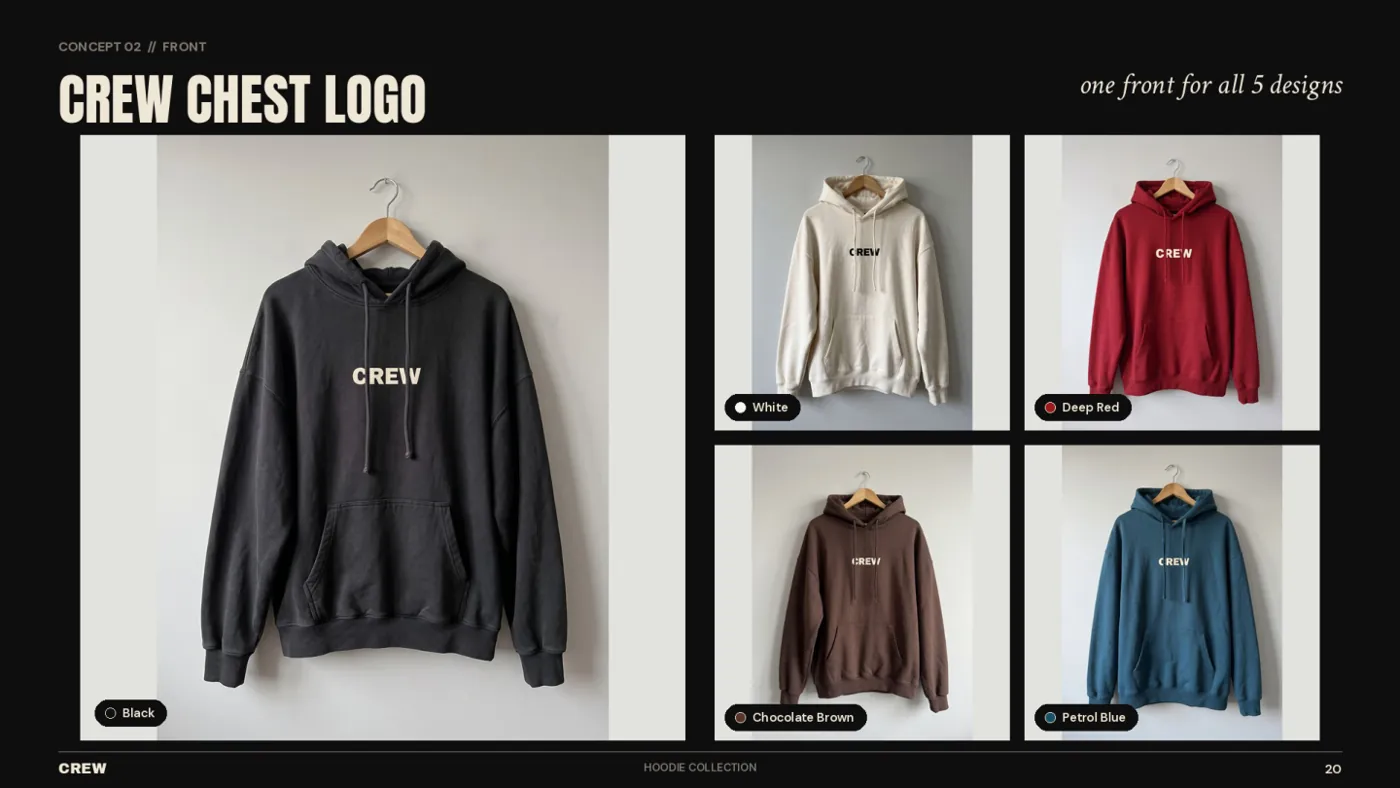 CONCEPT 02 // FRONT
CREW CHEST LOGO
one front for all 5 designs
CREW
Black
CREW
White
CREW
Deep Red
CREW
Chocolate Brown
CREW
Petrol Blue
CREW
HOODIE COLLECTION
20